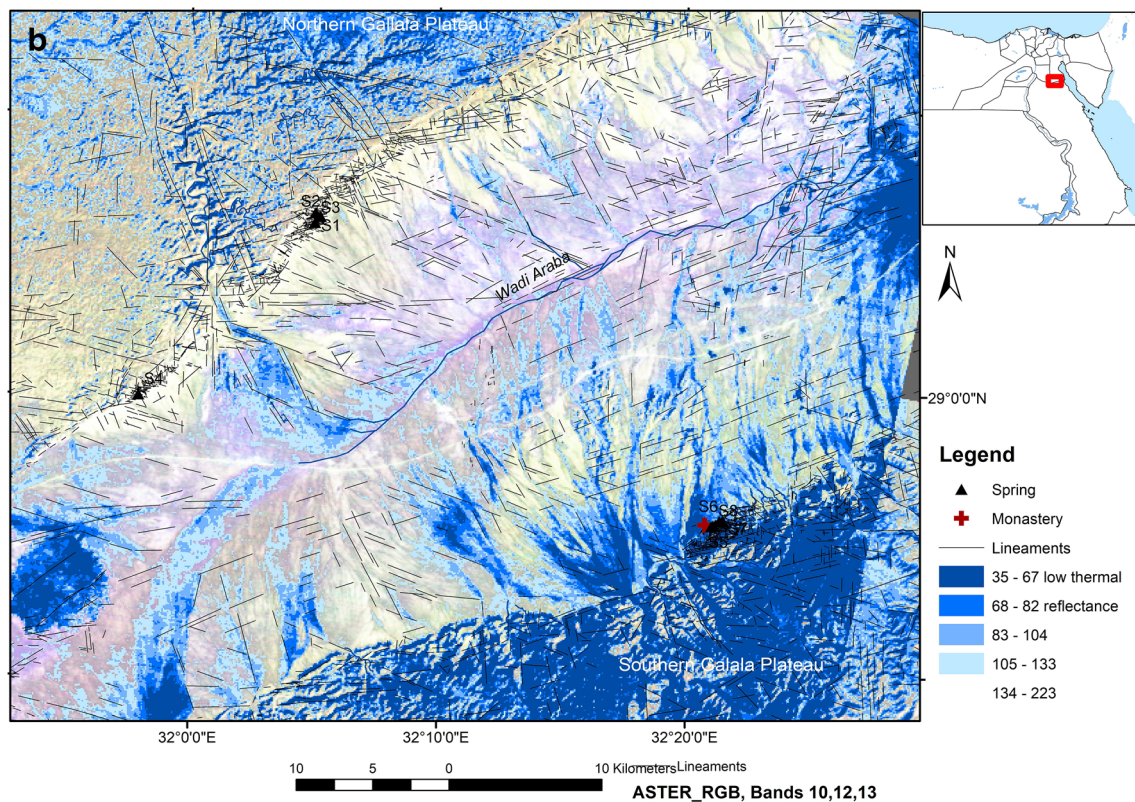 b
Northern Gallala Plateau
S2
S3
S1
Wadi Araba
N
S4
29°0'0"N
Legend
Spring
Monastery
Lineaments
35 - 67 low thermal
68 - 82 reflectance
83 - 104
105 - 133
134 - 223
S6
S8
Southern Galala Plateau
32°0'0"E
32°10'0"E
32°20'0"E
10 5 0 10 Kilometers
Lineaments
ASTER_RGB, Bands 10,12,13